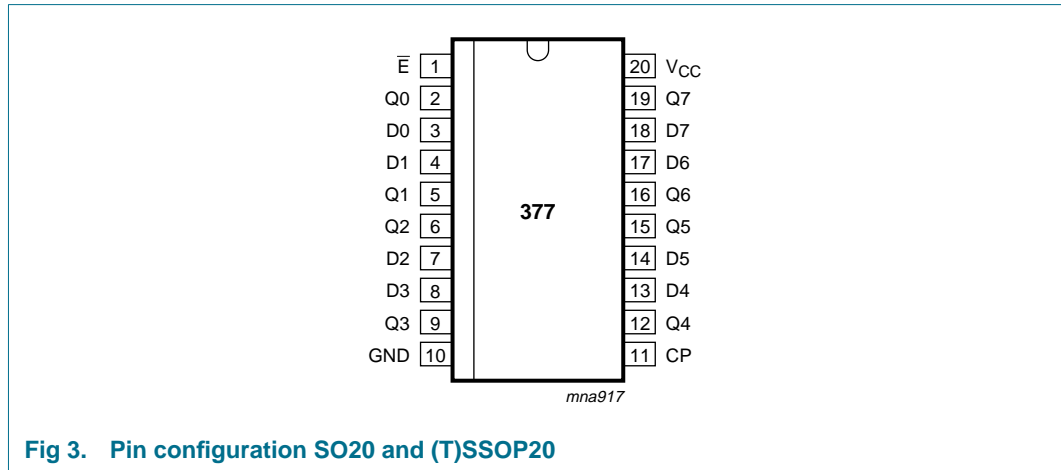 E̅ 1 20 VCC
Q0 2 19 Q7
D0 3 18 D7
D1 4 17 D6
Q1 5 16 Q6
377
Q2 6 15 Q5
D2 7 14 D5
D3 8 13 D4
Q3 9 12 Q4
GND 10 11 CP
mna917
Fig 3. Pin configuration SO20 and (T)SSOP20